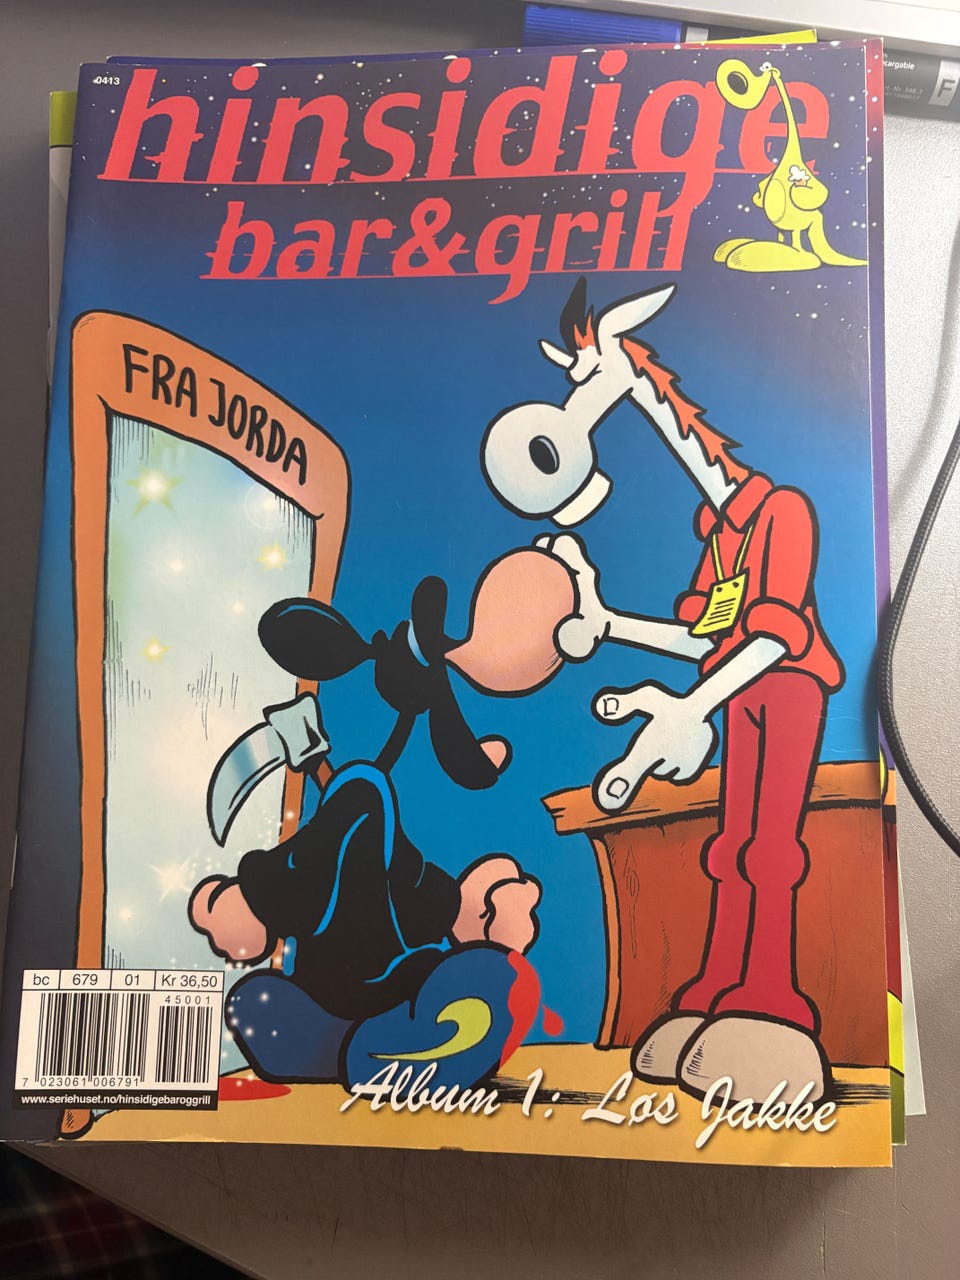 0413
hinsidige
bar&grill
FRA JORDA
bc 679 01 Kr 36,50
45001
7 023061 006791
www.seriehuset.no/hinsidigebaroggrill
Album 1: Løs Jakke
F